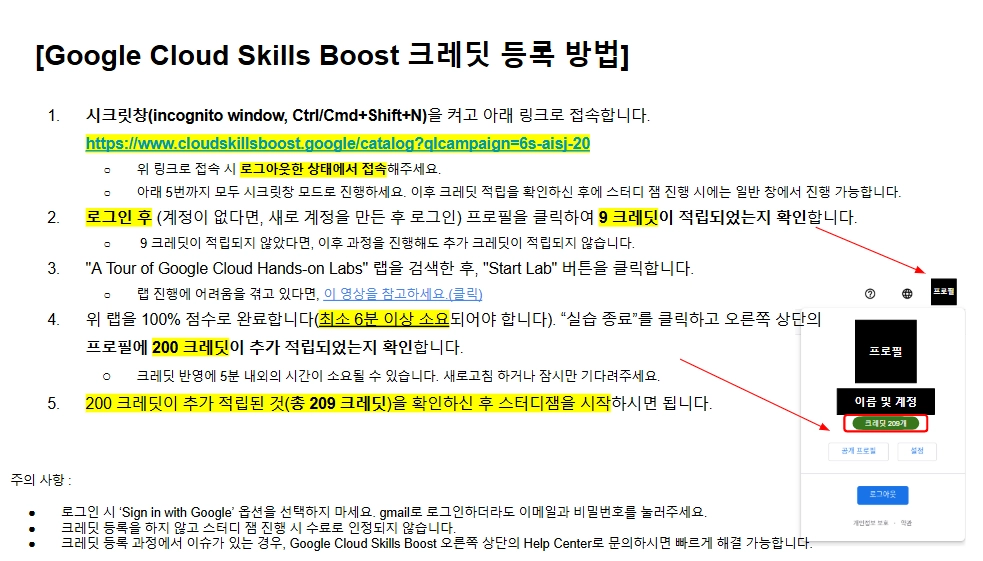 [Google Cloud Skills Boost 크레딧 등록 방법]
1. 시크릿창(incognito window, Ctrl/Cmd+Shift+N)을 켜고 아래 링크로 접속합니다.
https://www.cloudskillsboost.google/catalog?qlcampaign=6s-aisj-20
○ 위 링크로 접속 시 로그아웃한 상태에서 접속해주세요.
○ 아래 5번까지 모두 시크릿창 모드로 진행하세요. 이후 크레딧 적립을 확인하신 후에 스터디 잼 진행 시에는 일반 창에서 진행 가능합니다.
2. 로그인 후 (계정이 없다면, 새로 계정을 만든 후 로그인) 프로필을 클릭하여 9 크레딧이 적립되었는지 확인합니다.
○ 9 크레딧이 적립되지 않았다면, 이후 과정을 진행해도 추가 크레딧이 적립되지 않습니다.
3. "A Tour of Google Cloud Hands-on Labs" 랩을 검색한 후, "Start Lab" 버튼을 클릭합니다.
○ 랩 진행에 어려움을 겪고 있다면, 이 영상을 참고하세요.(클릭)
프로필
4. 위 랩을 100% 점수로 완료합니다(최소 6분 이상 소요되어야 합니다). “실습 종료”를 클릭하고 오른쪽 상단의
프로필에 200 크레딧이 추가 적립되었는지 확인합니다.
○ 크레딧 반영에 5분 내외의 시간이 소요될 수 있습니다. 새로고침 하거나 잠시만 기다려주세요.
5. 200 크레딧이 추가 적립된 것(총 209 크레딧)을 확인하신 후 스터디잼을 시작하시면 됩니다.
프로필
이름 및 계정
크레딧 209개
공개 프로필 설정
로그아웃
개인정보 보호 · 약관
주의 사항 :
● 로그인 시 ‘Sign in with Google’ 옵션을 선택하지 마세요. gmail로 로그인하더라도 이메일과 비밀번호를 눌러주세요.
● 크레딧 등록을 하지 않고 스터디 잼 진행 시 수료로 인정되지 않습니다.
● 크레딧 등록 과정에서 이슈가 있는 경우, Google Cloud Skills Boost 오른쪽 상단의 Help Center로 문의하시면 빠르게 해결 가능합니다.